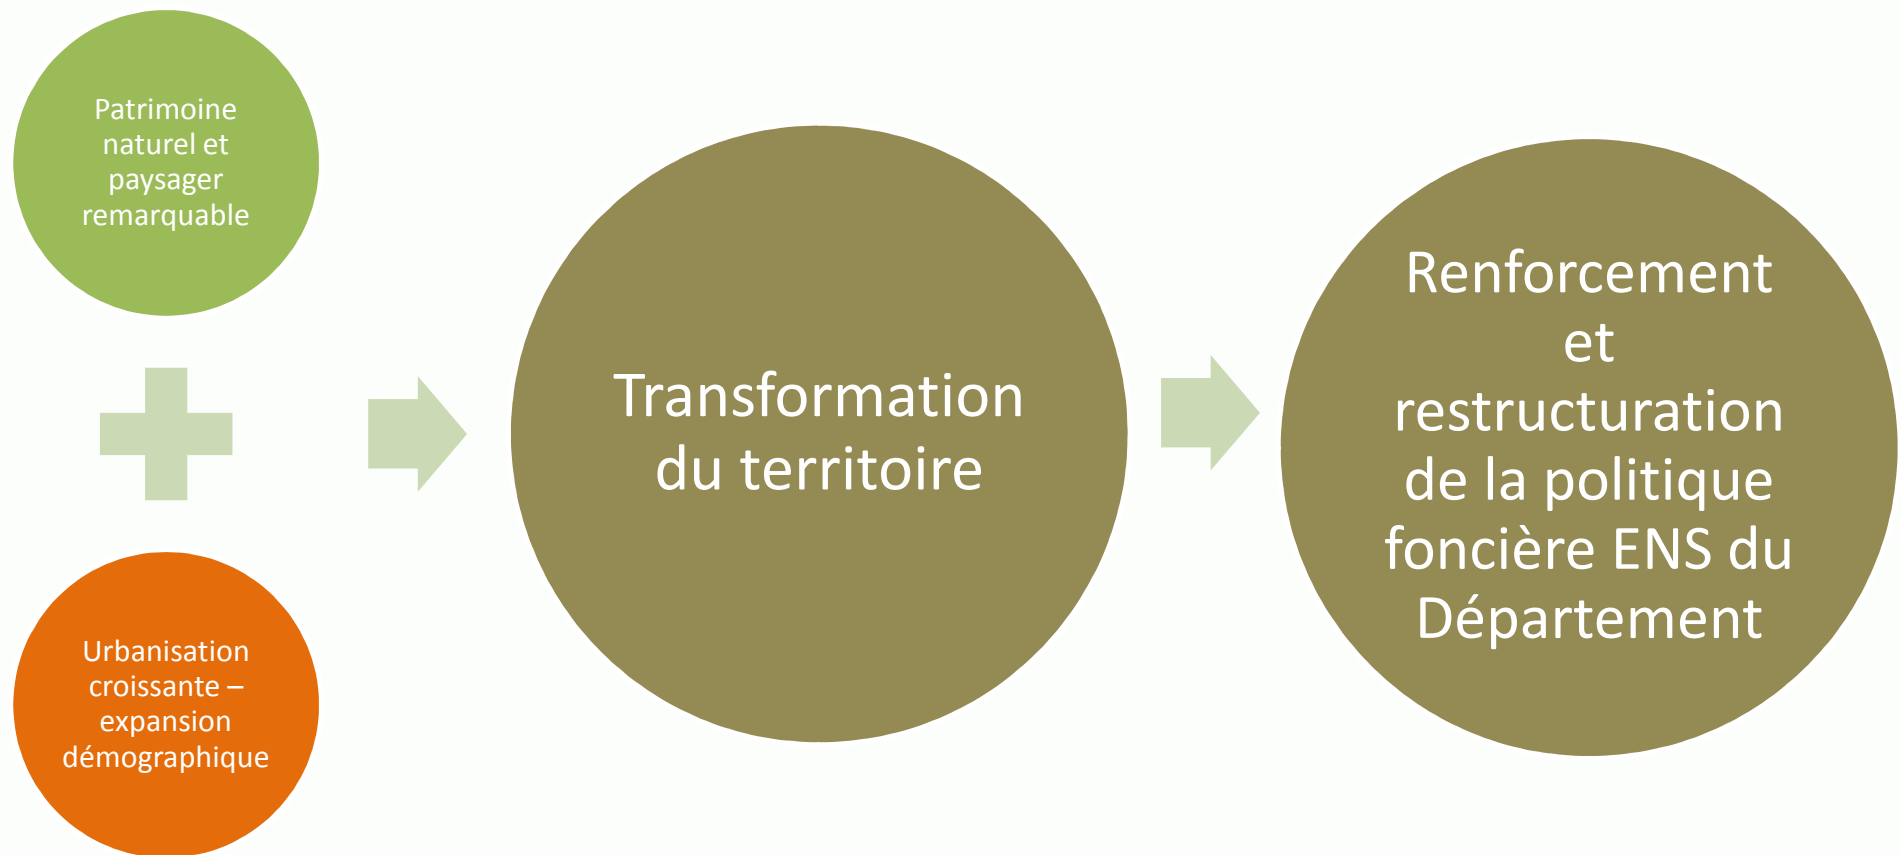 Patrimoine
naturel et
paysager
remarquable
Urbanisation
croissante –
expansion
démographique
Transformation
du territoire
Renforcement
et
restructuration
de la politique
foncière ENS du
Département